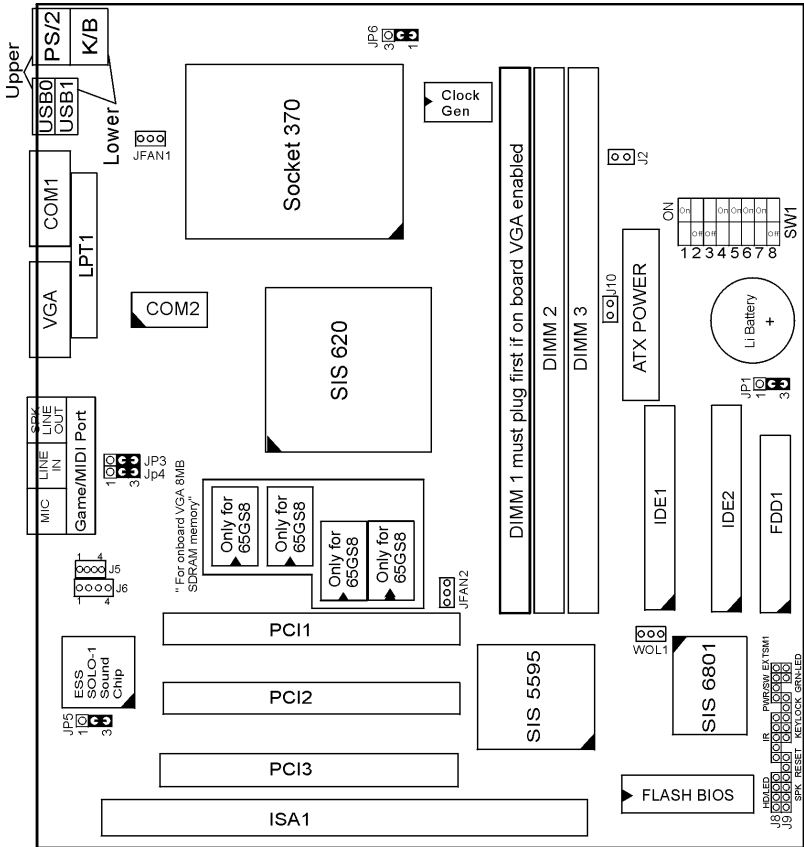 Upper
PS/2
K/B
USB0
USB1
Lower
JFAN1
Socket 370
JP6
3
1
Clock
Gen
DIMM 1 must plug first if on board VGA enabled
DIMM 2
DIMM 3
J2
ON
On On On On On
Off Off Off
1 2 3 4 5 6 7 8
SW1
COM1
VGA
LPT1
COM2
SIS 620
J10
ATX POWER
Li Battery
+
JP1
1
3
SPK
LINE
OUT
LINE
IN
MIC
Game/MIDI Port
1
1
JP3
Jp4
3
" For onboard VGA 8MB
SDRAM memory"
Only for
65GS8
Only for
65GS8
Only for
65GS8
Only for
65GS8
IDE1
IDE2
FDD1
1 4
J5
J6
1 4
JFAN2
PCI1
WOL1
ESS
SOLO-1
Sound
Chip
JP5
1
3
PCI2
SIS 5595
SIS 6801
PCI3
ISA1
FLASH BIOS
HD/LED IR PWR/SW EXTSM1
J8
J9
SPK RESET KEYLOCK GRN-LED